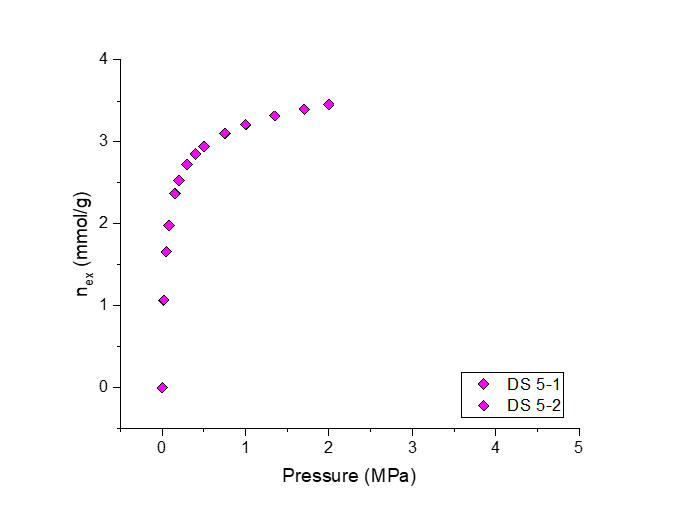 4
3
2
1
0
n_ex (mmol/g)
0 1 2 3 4 5
Pressure (MPa)
DS 5-1
DS 5-2